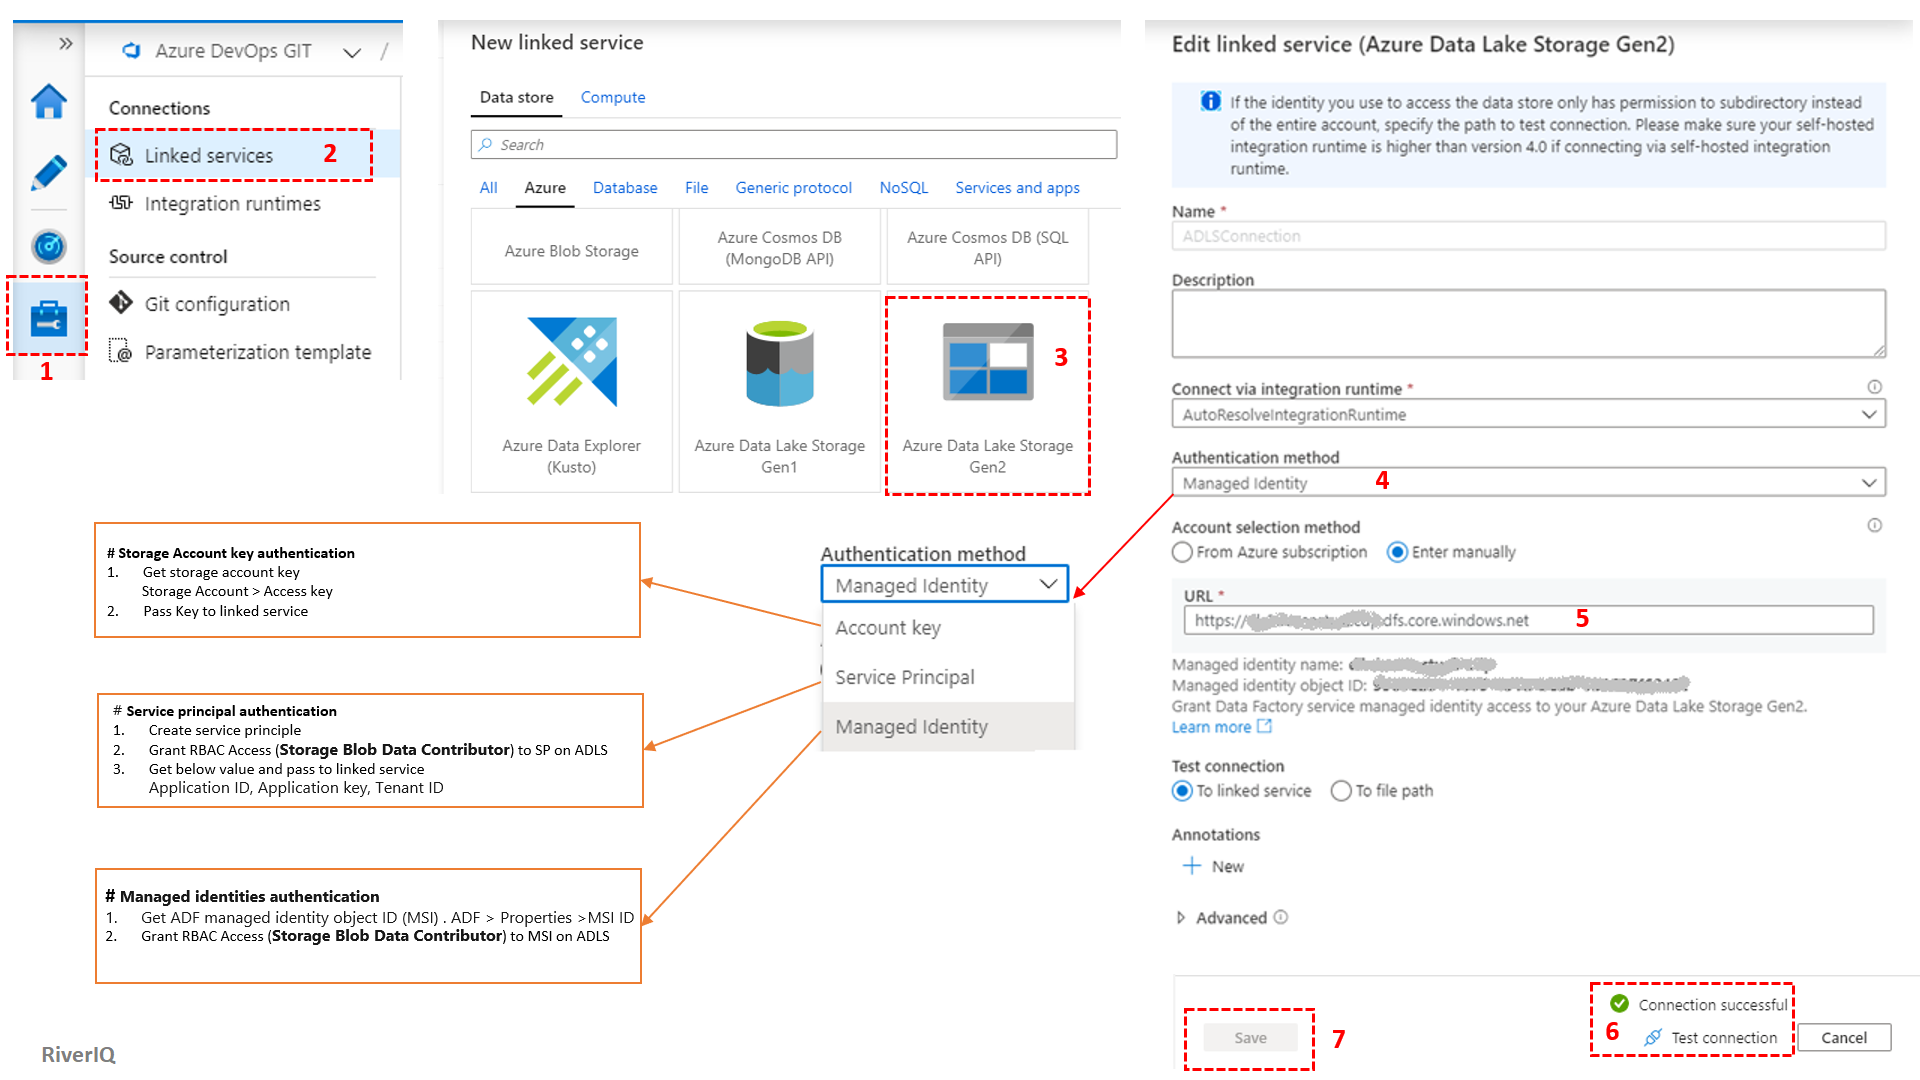 Azure DevOps GIT /
Connections
Linked services 2
Integration runtimes
Source control
Git configuration
Parameterization template
1
New linked service
Data store Compute
Search
All Azure Database File Generic protocol NoSQL Services and apps
Azure Blob Storage
Azure Cosmos DB
(MongoDB API)
Azure Cosmos DB (SQL
API)
Azure Data Explorer
(Kusto)
Azure Data Lake Storage
Gen1
3
Azure Data Lake Storage
Gen2
# Storage Account key authentication
1. Get storage account key
Storage Account > Access key
2. Pass Key to linked service
# Service principal authentication
1. Create service principle
2. Grant RBAC Access (Storage Blob Data Contributor) to SP on ADLS
3. Get below value and pass to linked service
Application ID, Application key, Tenant ID
# Managed identities authentication
1. Get ADF managed identity object ID (MSI) . ADF > Properties >MSI ID
2. Grant RBAC Access (Storage Blob Data Contributor) to MSI on ADLS
Authentication method
Managed Identity
Account key
Service Principal
Managed Identity
Edit linked service (Azure Data Lake Storage Gen2)
If the identity you use to access the data store only has permission to subdirectory instead
of the entire account, specify the path to test connection. Please make sure your self-hosted
integration runtime is higher than version 4.0 if connecting via self-hosted integration
runtime.
Name *
ADLSConnection
Description
Connect via integration runtime *
AutoResolveIntegrationRuntime
Authentication method
Managed Identity 4
Account selection method
From Azure subscription Enter manually
URL *
https:// dfs.core.windows.net 5
Managed identity name:
Managed identity object ID:
Grant Data Factory service managed identity access to your Azure Data Lake Storage Gen2.
Learn more
Test connection
To linked service To file path
Annotations
New
Advanced
Connection successful
6 Test connection
Cancel
Save 7
RiverIQ